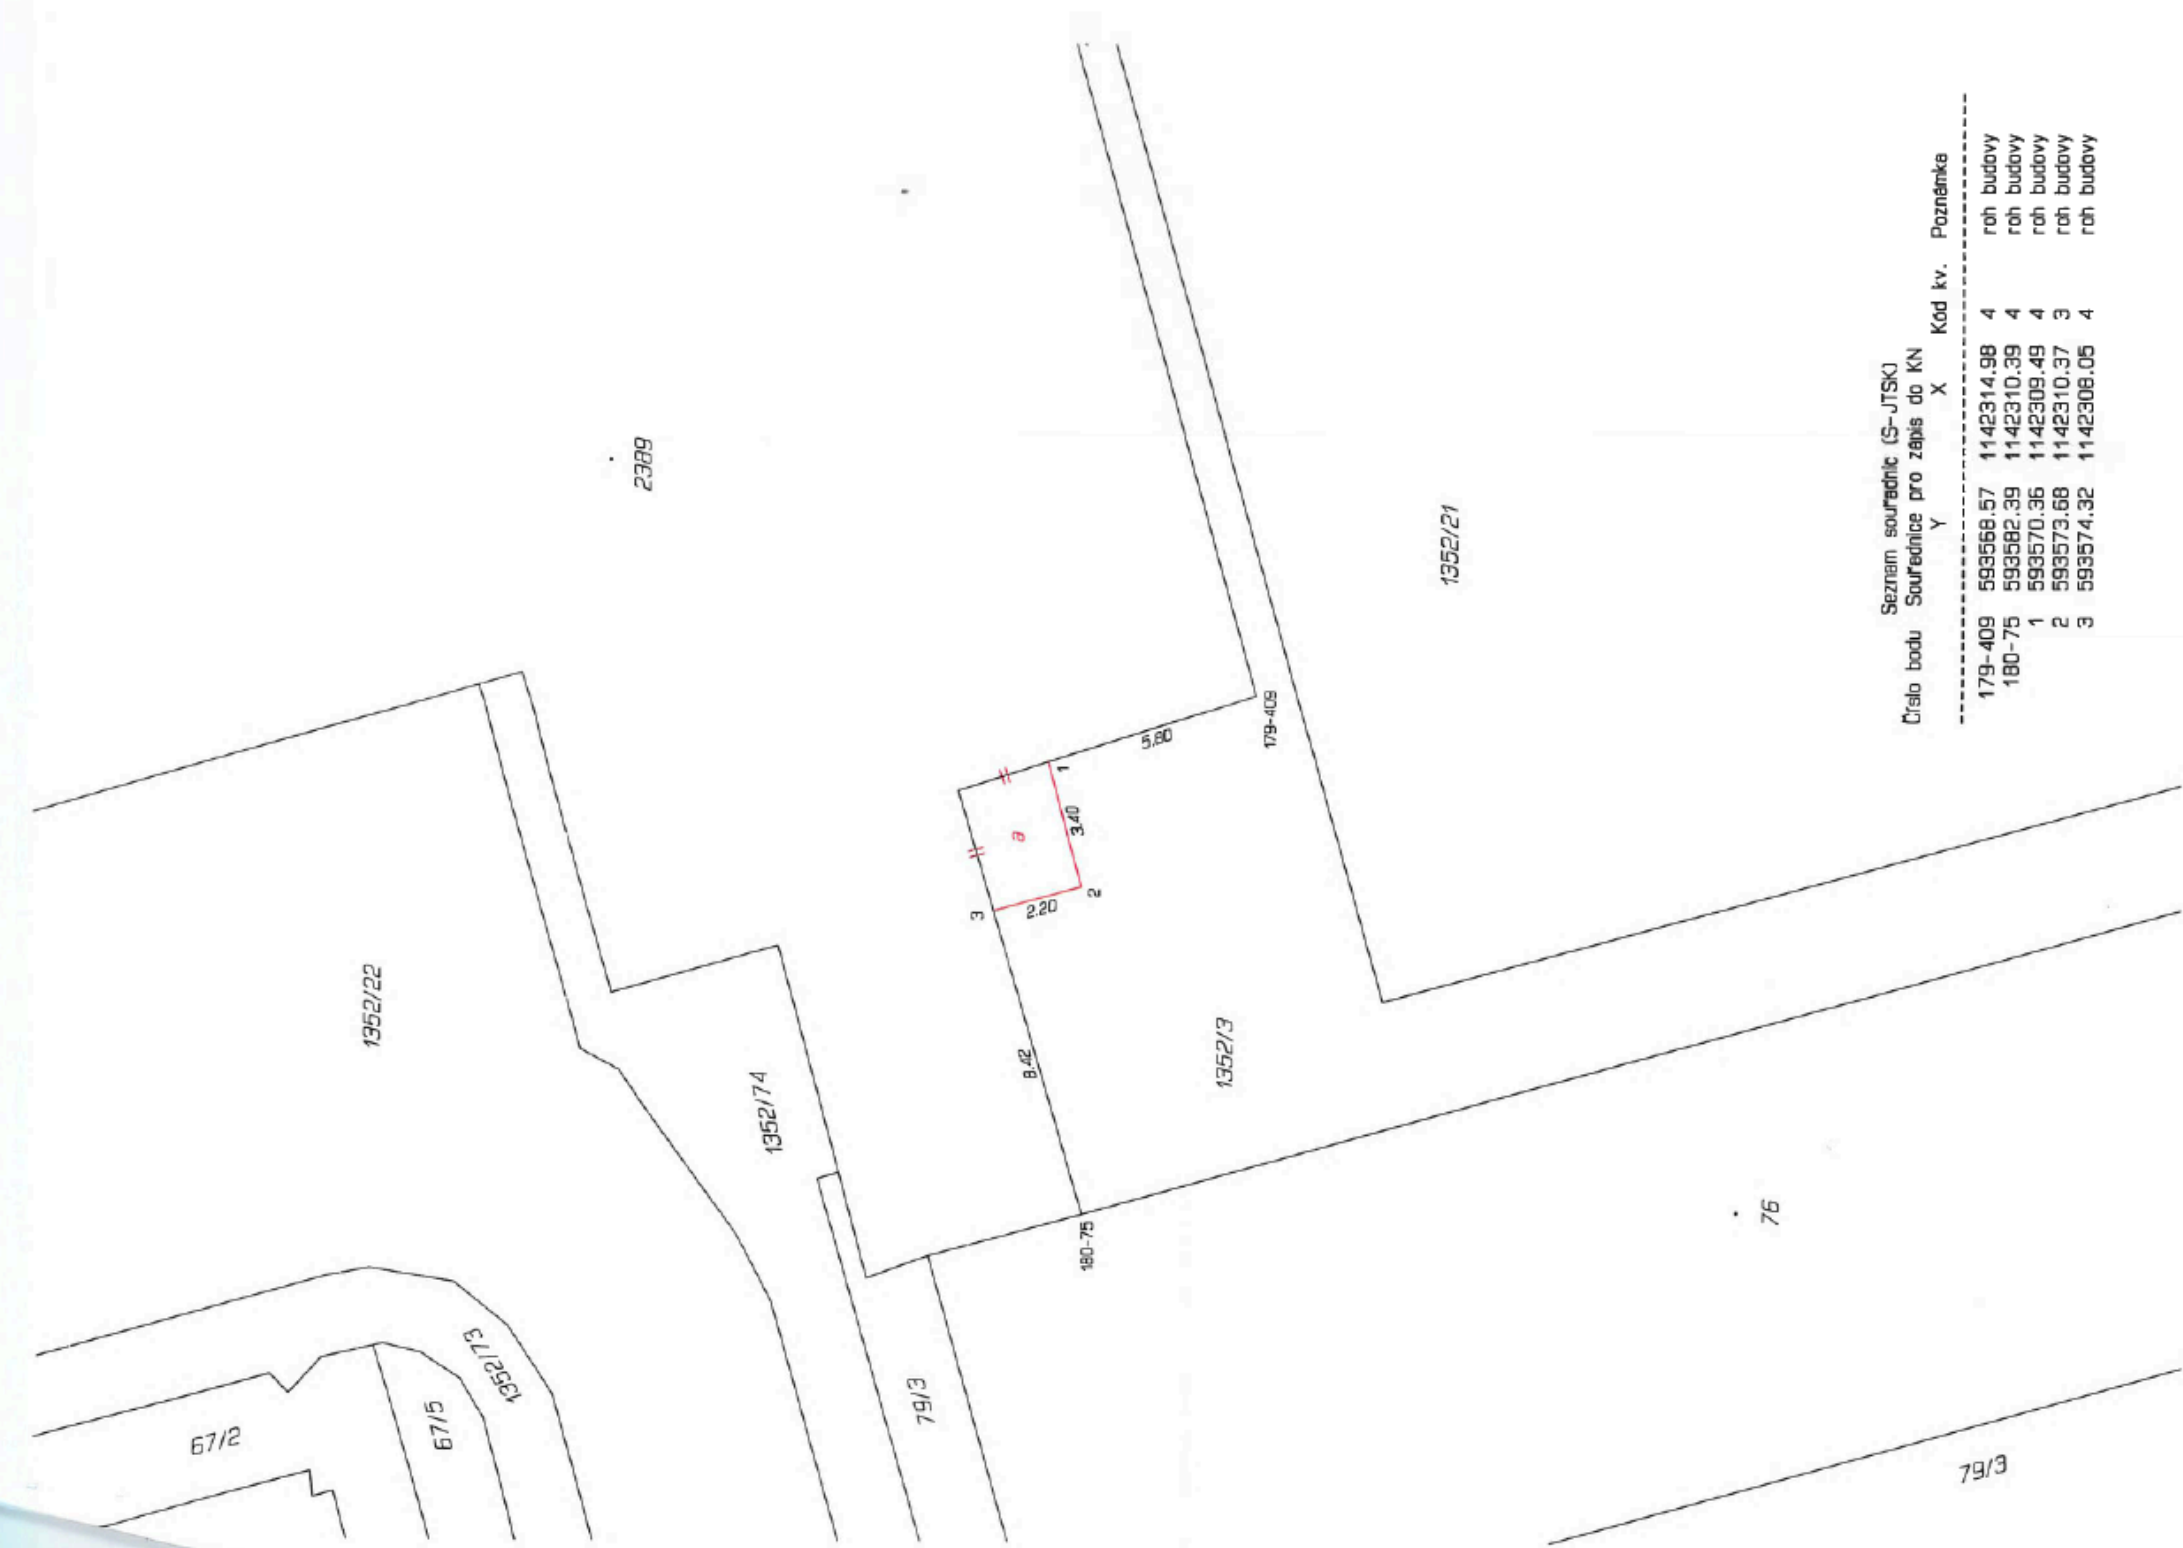 67/2
67/5
1352/73
1352/22
1352/74
79/3
2389
3
a
1
2
3.40
2.20
5.80
8.42
179-409
180-75
1352/3
1352/21
76
79/3
Seznam souřadnic (S-JTSK)
Číslo bodu Souřadnice pro zápis do KN
Y X Kód kv. Poznámka
179-409 593568.57 1142314.98 4 roh budovy
180-75 593582.39 1142310.39 4 roh budovy
1 593570.36 1142309.49 4 roh budovy
2 593573.68 1142310.37 3 roh budovy
3 593574.32 1142308.05 4 roh budovy